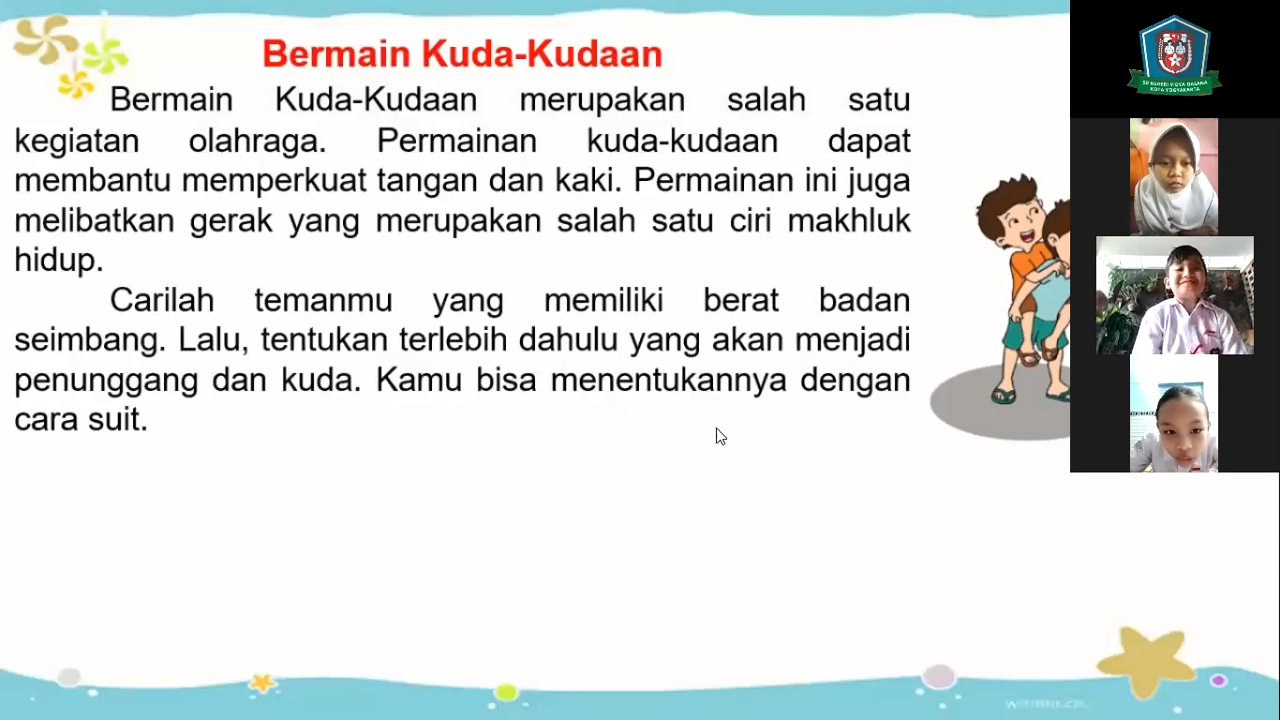 Bermain Kuda-Kudaan
Bermain Kuda-Kudaan merupakan salah satu
kegiatan olahraga. Permainan kuda-kudaan dapat
membantu memperkuat tangan dan kaki. Permainan ini juga
melibatkan gerak yang merupakan salah satu ciri makhluk
hidup.
Carilah temanmu yang memiliki berat badan
seimbang. Lalu, tentukan terlebih dahulu yang akan menjadi
penunggang dan kuda. Kamu bisa menentukannya dengan
cara suit.
KOTA YOGYAKARTA